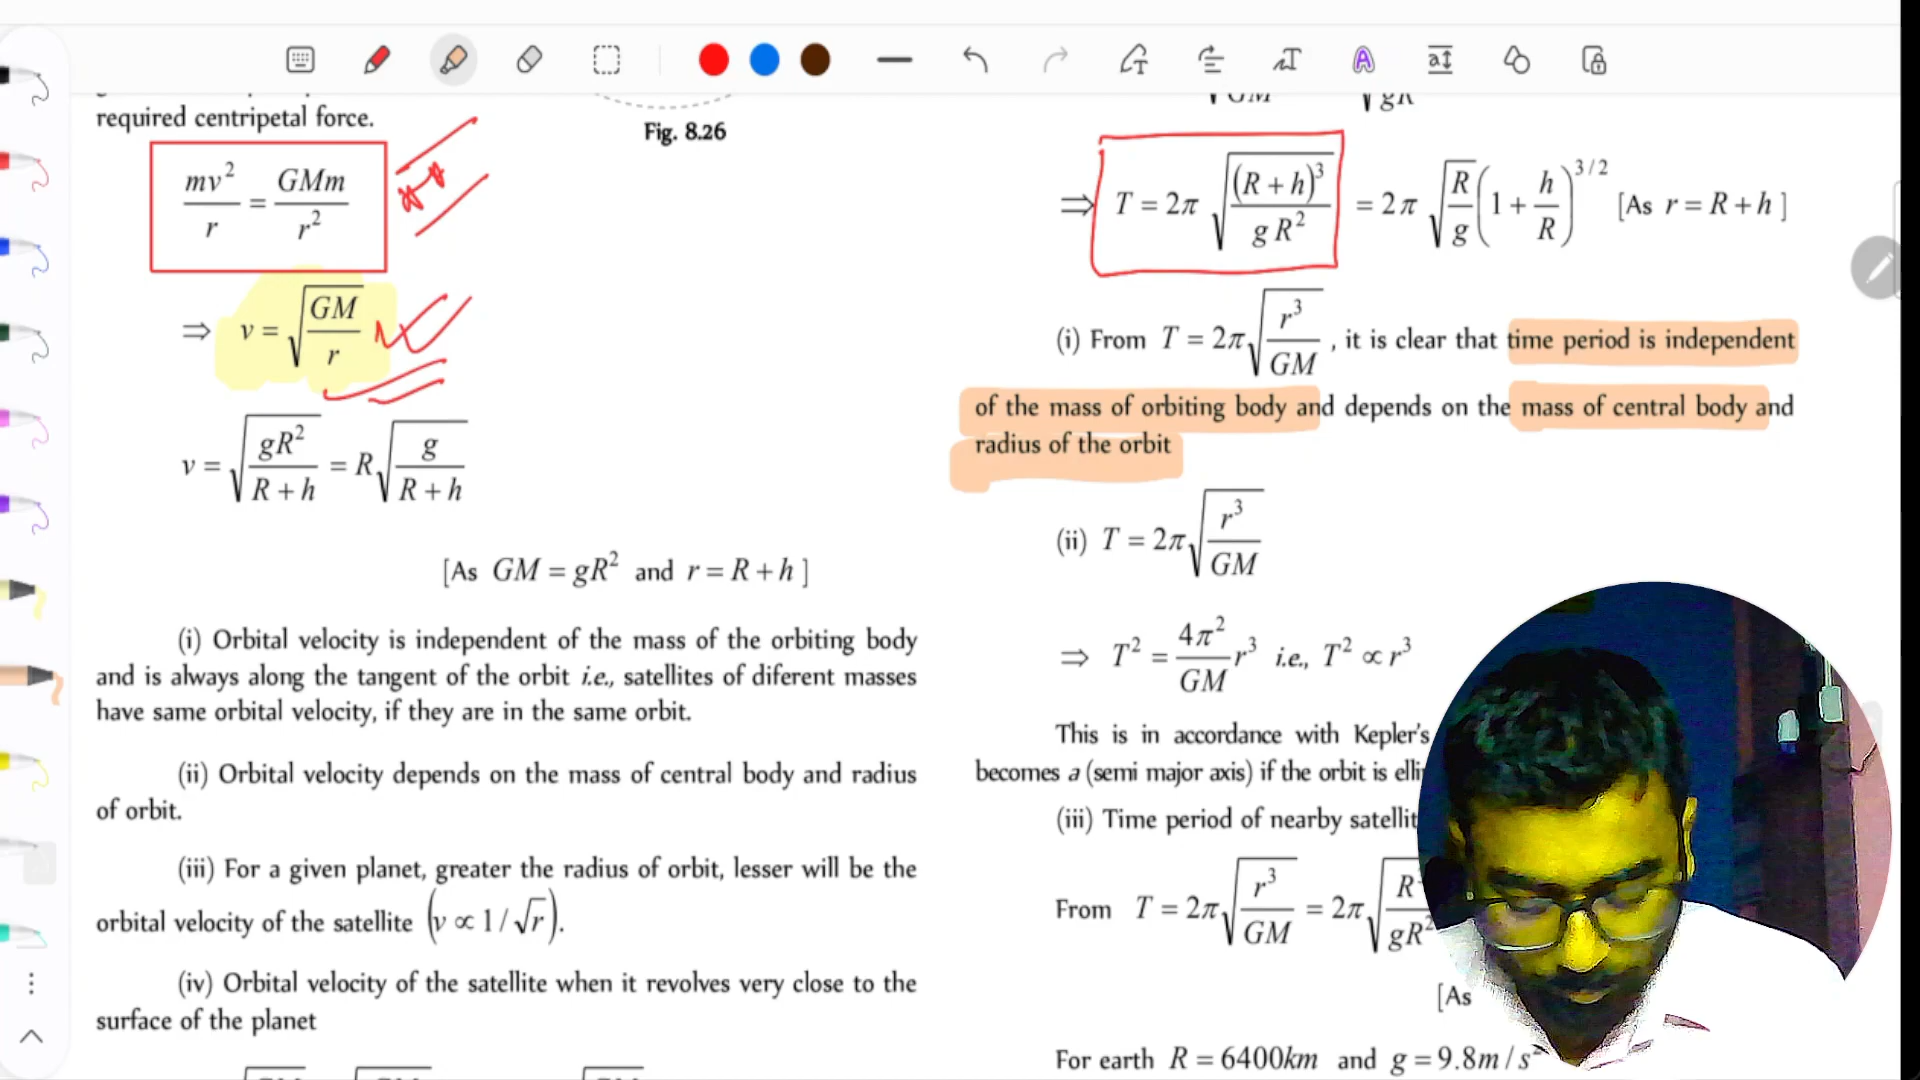 required centripetal force.
Fig. 8.26
mv²/r = GMm/r²
⇒ v = √(GM/r)
v = √(gR²/(R + h)) = R√(g/(R + h))
[As GM = gR² and r = R + h ]
(i) Orbital velocity is independent of the mass of the orbiting body
and is always along the tangent of the orbit i.e., satellites of diferent masses
have same orbital velocity, if they are in the same orbit.
(ii) Orbital velocity depends on the mass of central body and radius
of orbit.
(iii) For a given planet, greater the radius of orbit, lesser will be the
orbital velocity of the satellite (v ∝ 1/√r).
(iv) Orbital velocity of the satellite when it revolves very close to the
surface of the planet
⇒ T = 2π √((R + h)³/(g R²)) = 2π √(R/g) (1 + h/R)^(3/2) [As r = R + h ]
(i) From T = 2π√(r³/GM) , it is clear that time period is independent
of the mass of orbiting body and depends on the mass of central body and
radius of the orbit
(ii) T = 2π√(r³/GM)
⇒ T² = (4π²/GM) r³ i.e., T² ∝ r³
This is in accordance with Kepler's
becomes a (semi major axis) if the orbit is
(iii) Time period of nearby
From T = 2π√(r³/GM) = 2π√(R/gR²
[As
For earth R = 6400km and g = 9.8m / s²